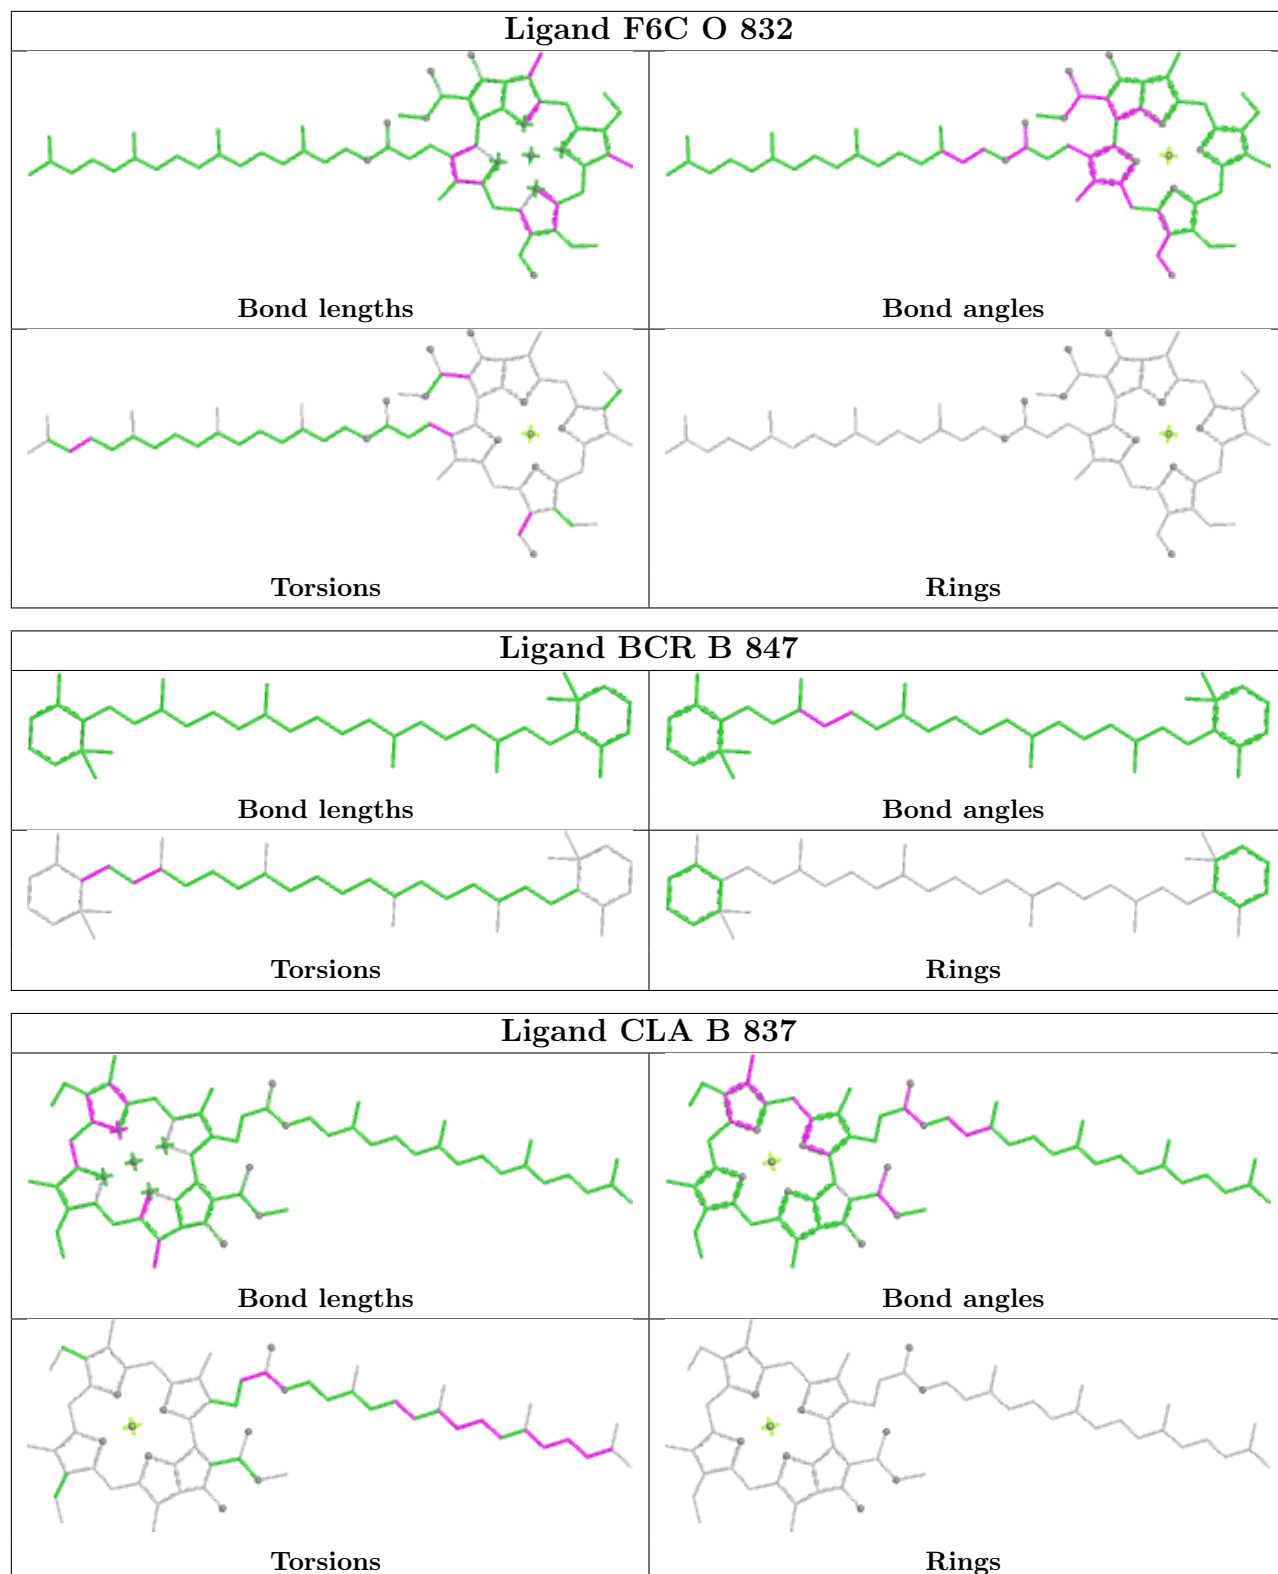 Ligand F6C O 832
Bond lengths
Bond angles
Torsions
Rings
Ligand BCR B 847
Bond lengths
Bond angles
Torsions
Rings
Ligand CLA B 837
Bond lengths
Bond angles
Torsions
Rings